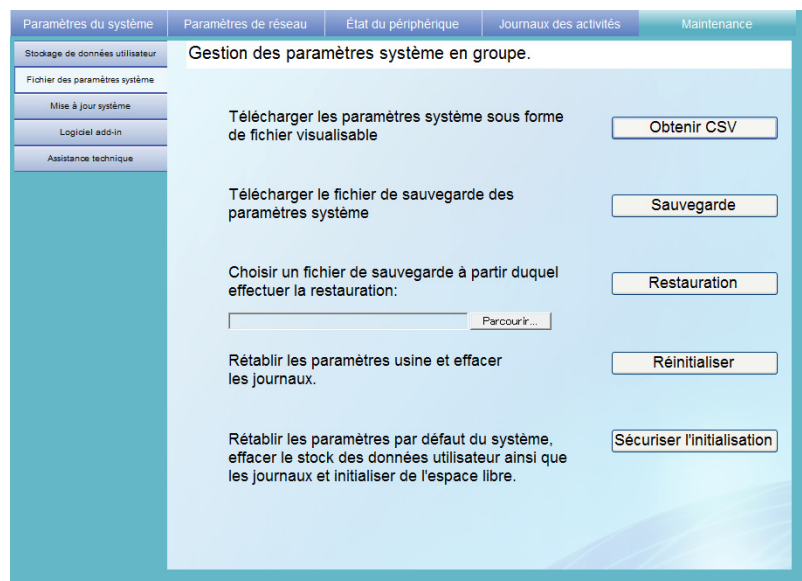 Paramètres du système
Paramètres de réseau
État du périphérique
Journaux des activités
Maintenance
Stockage de données utilisateur
Fichier des paramètres système
Mise à jour système
Logiciel add-in
Assistance technique
Gestion des paramètres système en groupe.
Télécharger les paramètres système sous forme
de fichier visualisable
Obtenir CSV
Télécharger le fichier de sauvegarde des
paramètres système
Sauvegarde
Choisir un fichier de sauvegarde à partir duquel
effectuer la restauration:
Restauration
Parcourir...
Rétablir les paramètres usine et effacer
les journaux.
Réinitialiser
Rétablir les paramètres par défaut du système,
effacer le stock des données utilisateur ainsi que
les journaux et initialiser de l'espace libre.
Sécuriser l'initialisation